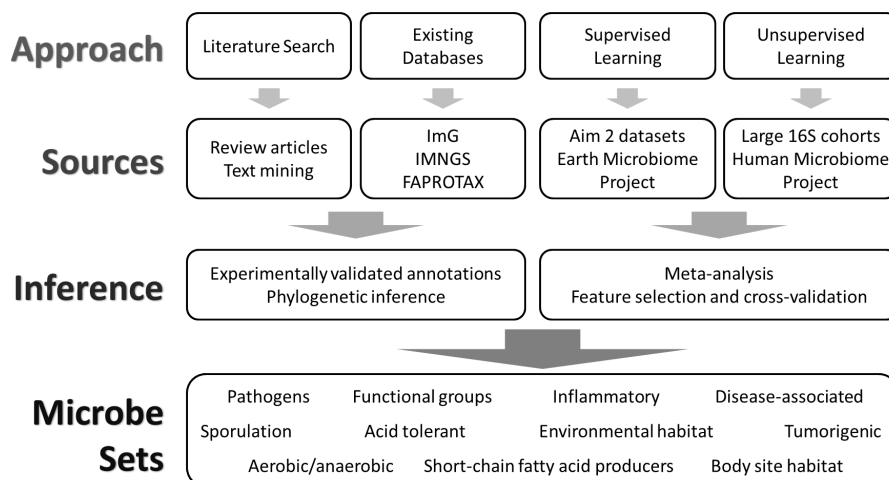 Approach
Literature Search
Existing
Databases
Supervised
Learning
Unsupervised
Learning
Sources
Review articles
Text mining
ImG
IMNGS
FAPROTAX
Aim 2 datasets
Earth Microbiome
Project
Large 16S cohorts
Human Microbiome
Project
Inference
Experimentally validated annotations
Phylogenetic inference
Meta-analysis
Feature selection and cross-validation
Microbe
Sets
Pathogens Functional groups Inflammatory Disease-associated
Sporulation Acid tolerant Environmental habitat Tumorigenic
Aerobic/anaerobic Short-chain fatty acid producers Body site habitat